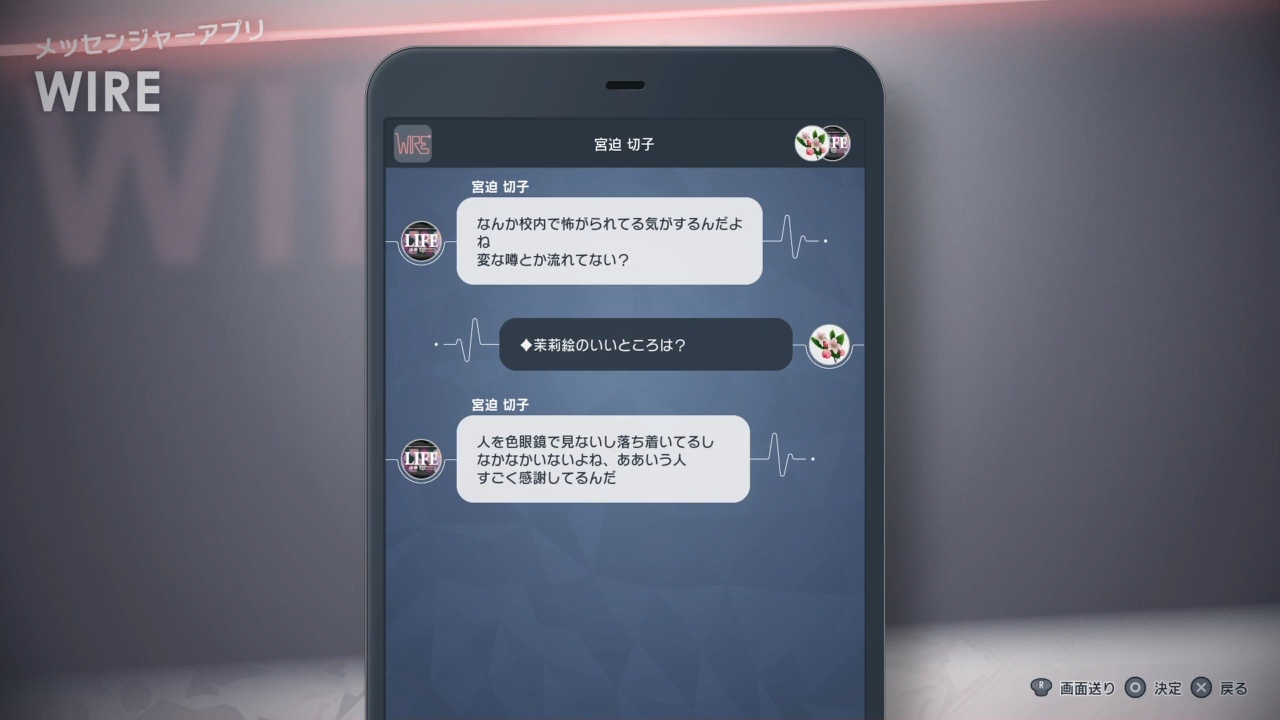 メッセンジャーアプリ
WIRE
WIRE
宮迫 切子
LIFE
宮迫 切子
なんか校内で怖がられてる気がするんだよ
ね
変な噂とか流れてない？
LIFE
◆茉莉絵のいいところは？
宮迫 切子
人を色眼鏡で見ないし落ち着いてるし
なかなかいないよね、ああいう人
すごく感謝してるんだ
LIFE
R 画面送り 決定 戻る